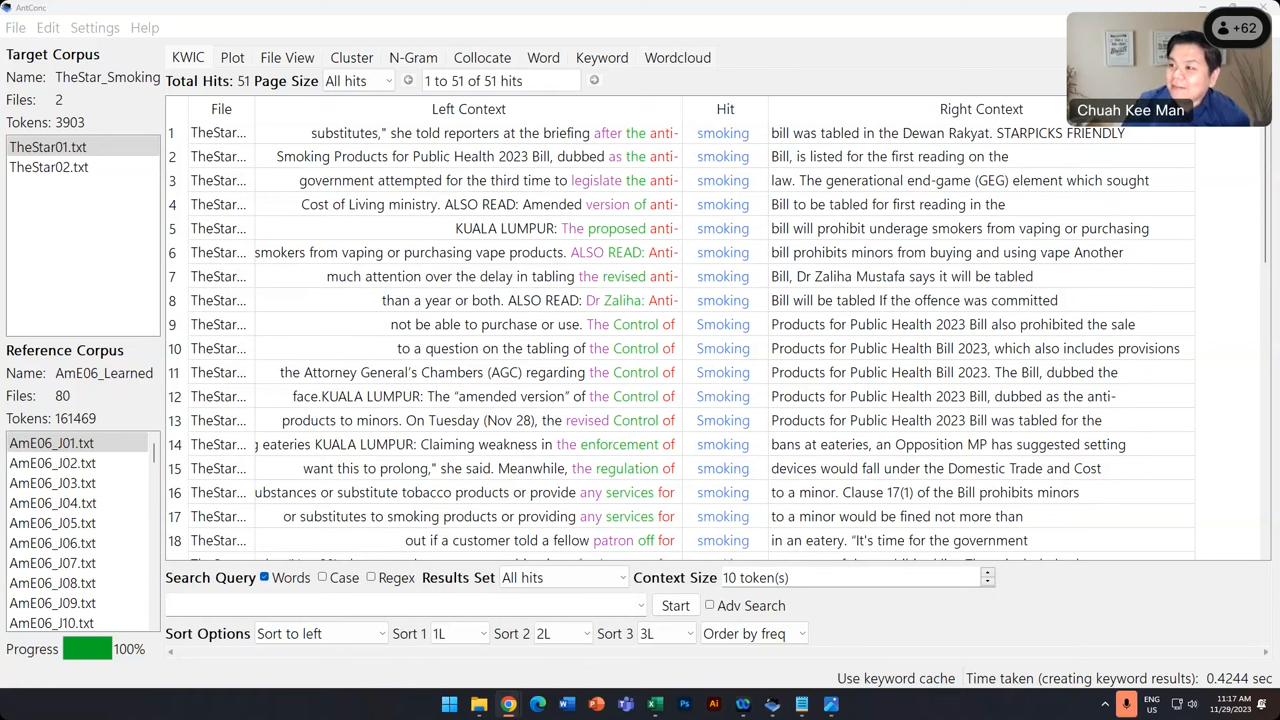 AntConc
File Edit Settings Help
+62
Chuah Kee Man
Target Corpus
Name: TheStar_Smoking
Files: 2
Tokens: 3903
TheStar01.txt
TheStar02.txt
Reference Corpus
Name: AmE06_Learned
Files: 80
Tokens: 161469
AmE06_J01.txt
AmE06_J02.txt
AmE06_J03.txt
AmE06_J04.txt
AmE06_J05.txt
AmE06_J06.txt
AmE06_J07.txt
AmE06_J08.txt
AmE06_J09.txt
AmE06_J10.txt
Progress 100%
KWIC Plot File View Cluster N-Gram Collocate Word Keyword Wordcloud
Total Hits: 51 Page Size All hits 1 to 51 of 51 hits
File Left Context Hit Right Context
1 TheStar... substitutes," she told reporters at the briefing after the anti- smoking bill was tabled in the Dewan Rakyat. STARPICKS FRIENDLY
2 TheStar... Smoking Products for Public Health 2023 Bill, dubbed as the anti- smoking Bill, is listed for the first reading on the
3 TheStar... government attempted for the third time to legislate the anti- smoking law. The generational end-game (GEG) element which sought
4 TheStar... Cost of Living ministry. ALSO READ: Amended version of anti- smoking Bill to be tabled for first reading in the
5 TheStar... KUALA LUMPUR: The proposed anti- smoking bill will prohibit underage smokers from vaping or purchasing
6 TheStar... smokers from vaping or purchasing vape products. ALSO READ: Anti- smoking bill prohibits minors from buying and using vape Another
7 TheStar... much attention over the delay in tabling the revised anti- smoking Bill, Dr Zaliha Mustafa says it will be tabled
8 TheStar... than a year or both. ALSO READ: Dr Zaliha: Anti- smoking Bill will be tabled If the offence was committed
9 TheStar... not be able to purchase or use. The Control of Smoking Products for Public Health 2023 Bill also prohibited the sale
10 TheStar... to a question on the tabling of the Control of Smoking Products for Public Health Bill 2023, which also includes provisions
11 TheStar... the Attorney General's Chambers (AGC) regarding the Control of Smoking Products for Public Health Bill 2023. The Bill, dubbed the
12 TheStar... face.KUALA LUMPUR: The “amended version” of the Control of Smoking Products for Public Health 2023 Bill, dubbed as the anti-
13 TheStar... products to minors. On Tuesday (Nov 28), the revised Control of Smoking Products for Public Health 2023 Bill was tabled for the
14 TheStar... g eateries KUALA LUMPUR: Claiming weakness in the enforcement of smoking bans at eateries, an Opposition MP has suggested setting
15 TheStar... want this to prolong," she said. Meanwhile, the regulation of smoking devices would fall under the Domestic Trade and Cost
16 TheStar... ubstances or substitute tobacco products or provide any services for smoking to a minor. Clause 17(1) of the Bill prohibits minors
17 TheStar... or substitutes to smoking products or providing any services for smoking to a minor would be fined not more than
18 TheStar... out if a customer told a fellow patron off for smoking in an eatery. “It's time for the government
Search Query Words Case Regex Results Set All hits Context Size 10 token(s)
Start Adv Search
Sort Options Sort to left Sort 1 1L Sort 2 2L Sort 3 3L Order by freq
Use keyword cache Time taken (creating keyword results): 0.4244 sec
ENG
US
11:17 AM
11/29/2023